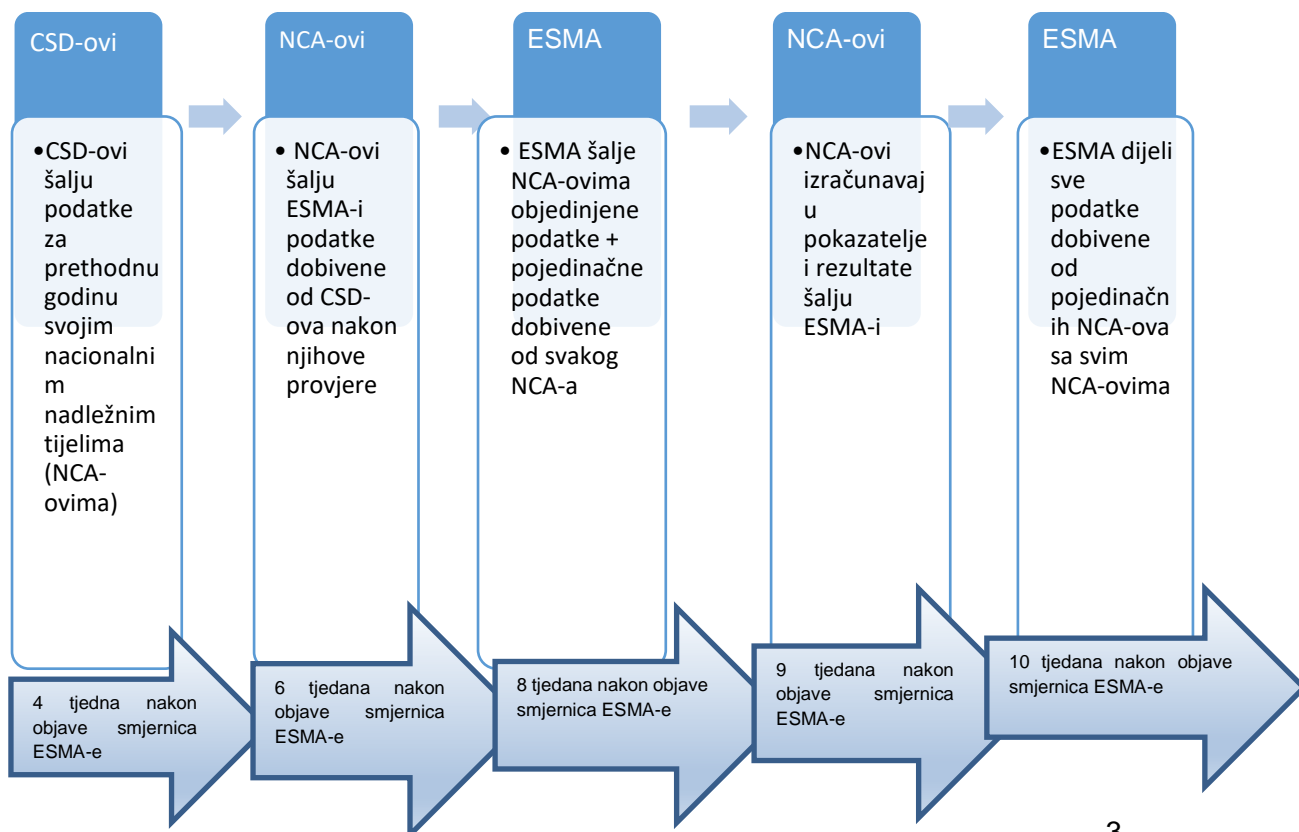 CSD-ovi
•CSD-ovi
šalju
podatke
za
prethodnu
godinu
svojim
nacionalni
m
nadležnim
tijelima
(NCA-
ovima)
4 tjedna nakon
objave smjernica
ESMA-e
NCA-ovi
• NCA-ovi
šalju
ESMA-i
podatke
dobivene
od CSD-
ova nakon
njihove
provjere
6 tjedana nakon
objave smjernica
ESMA-e
ESMA
• ESMA šalje
NCA-ovima
objedinjene
podatke +
pojedinačne
podatke
dobivene
od svakog
NCA-a
8 tjedana nakon objave
smjernica ESMA-e
NCA-ovi
•NCA-ovi
izračunavaj
u
pokazatelje
i rezultate
šalju
ESMA-i
9 tjedana nakon
objave smjernica
ESMA-e
ESMA
•ESMA dijeli
sve
podatke
dobivene
od
pojedinačn
ih NCA-ova
sa svim
NCA-ovima
10 tjedana nakon objave
smjernica ESMA-e